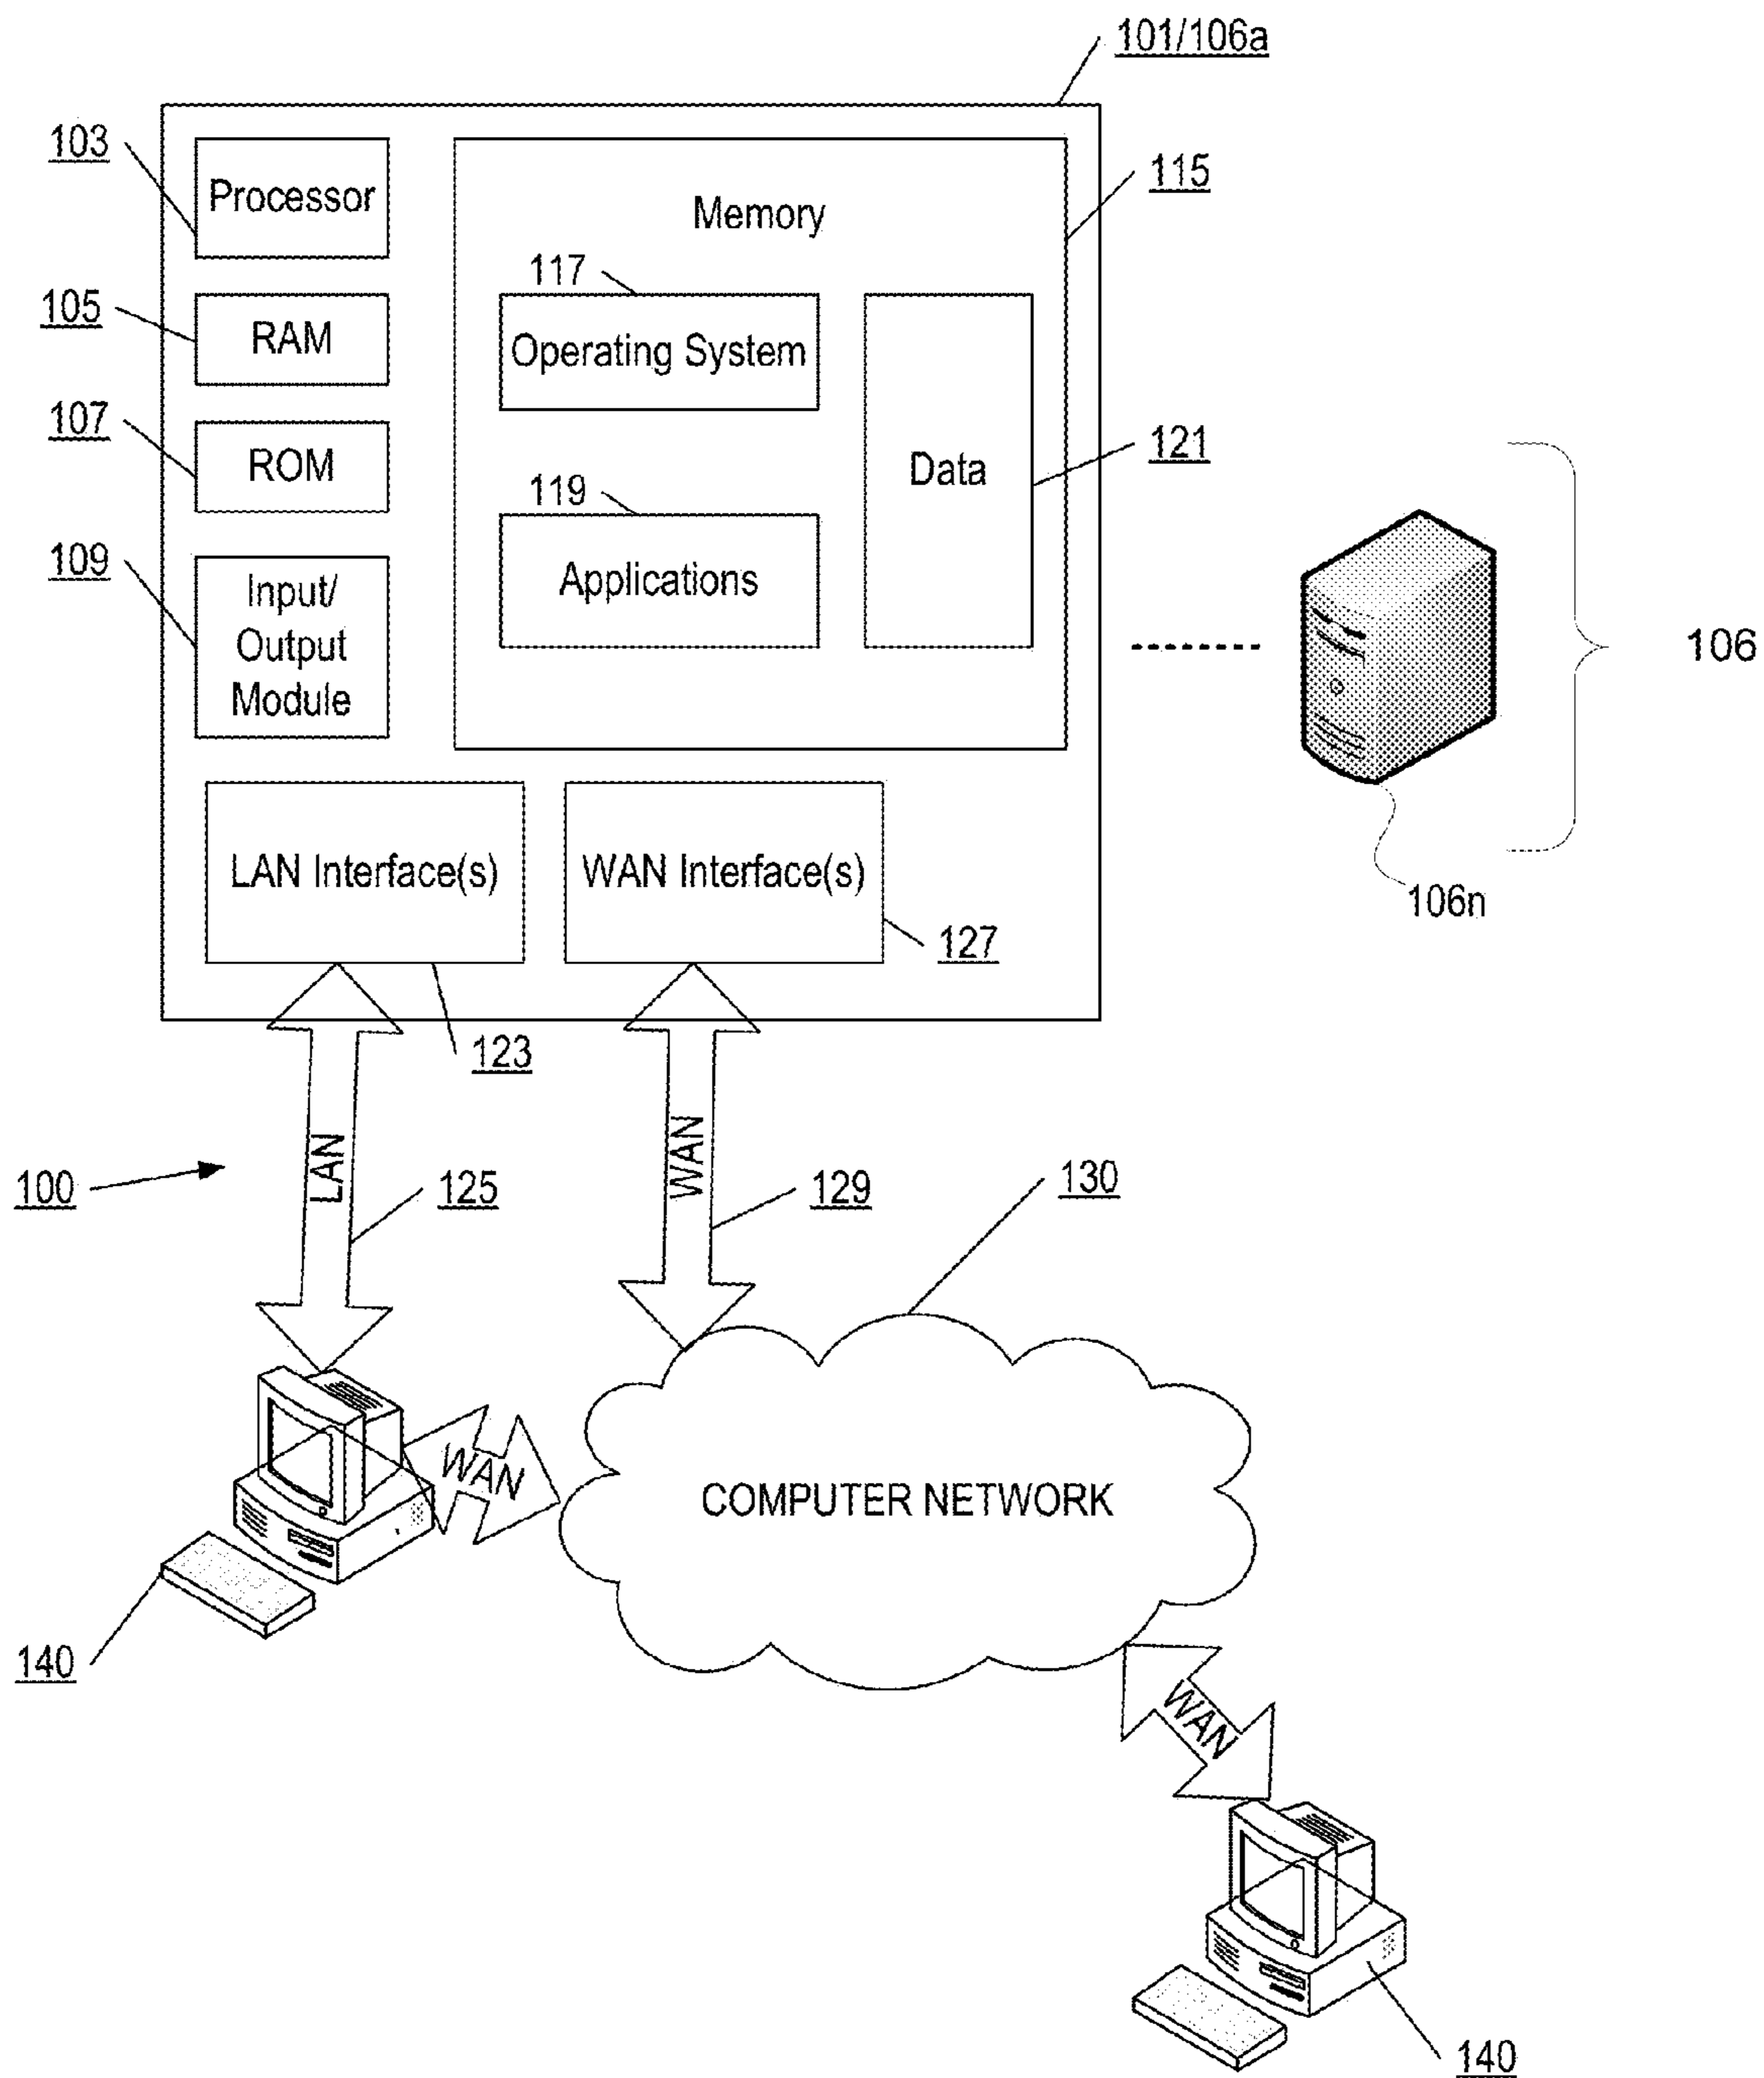 101/106a
103
Processor
Memory
115
117
105
RAM
Operating System
107
ROM
121
Data
119
109
Input/
Output
Module
Applications
106
LAN Interface(s)
WAN Interface(s)
106n
127
123
LAN
WAN
100
125
129
130
WAN
COMPUTER NETWORK
140
WAN
140